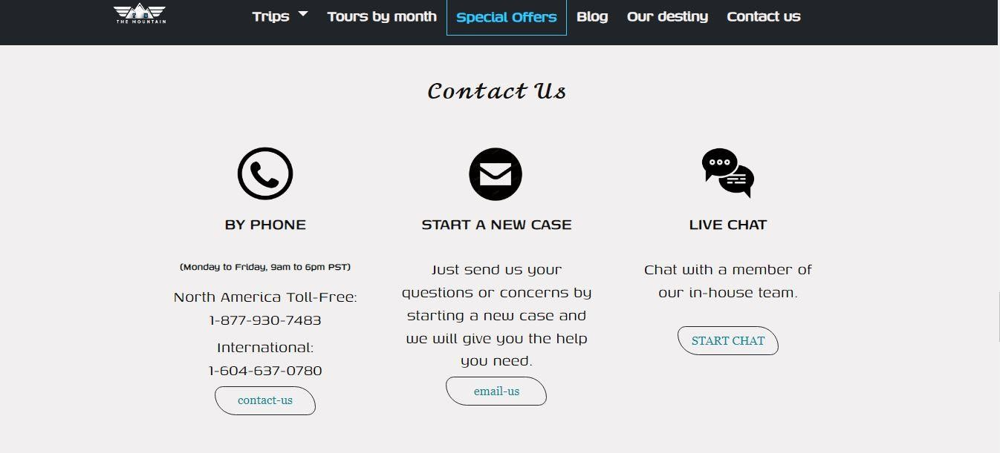 THE MOUNTAIN
Trips
Tours by month
Special Offers
Blog
Our destiny
Contact us
Contact Us
BY PHONE
(Monday to Friday, 9am to 6pm PST)
North America Toll-Free:
1-877-930-7483
International:
1-604-637-0780
contact-us
START A NEW CASE
Just send us your
questions or concerns by
starting a new case and
we will give you the help
you need.
email-us
LIVE CHAT
Chat with a member of
our in-house team.
START CHAT